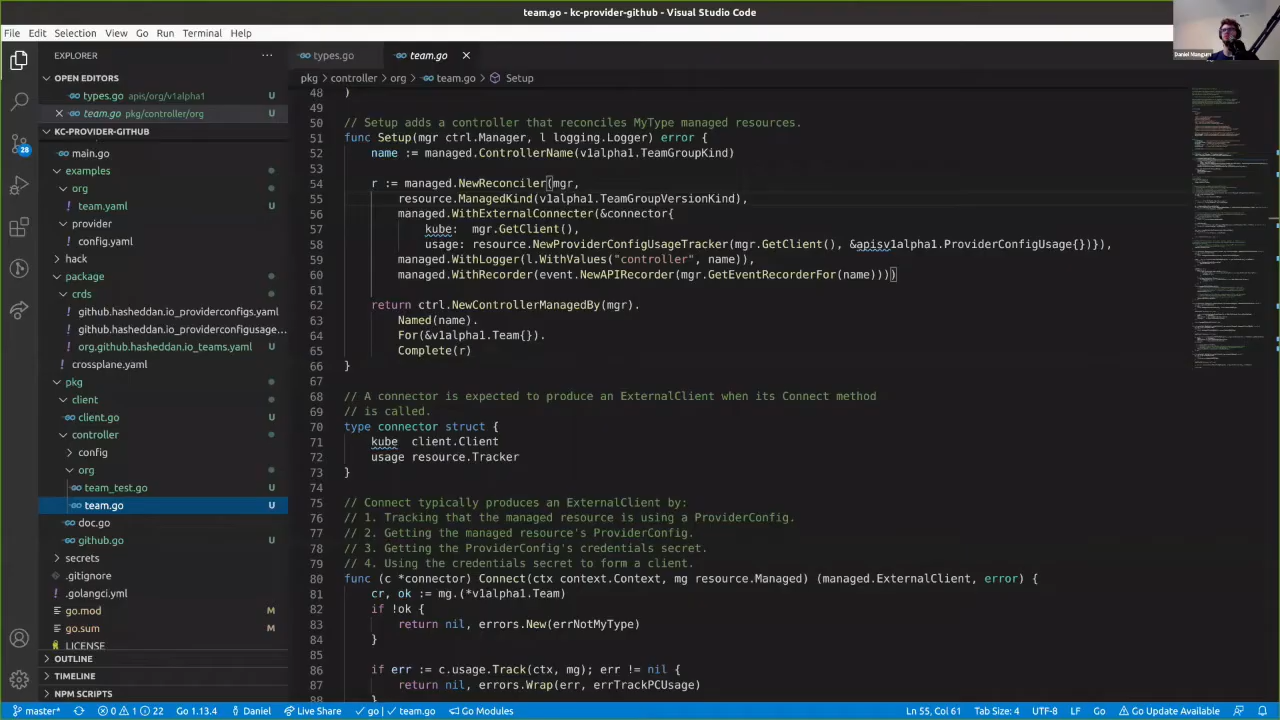 team.go - kc-provider-github - Visual Studio Code
File Edit Selection View Go Run Terminal Help
Daniel Mangum
EXPLORER ···
OPEN EDITORS
types.go apis/org/v1alpha1 U
team.go pkg/controller/org U
KC-PROVIDER-GITHUB
main.go
examples
org
team.yaml U
provider
config.yaml
hack
package
crds
github.hasheddan.io_providerconfigs.yaml
github.hasheddan.io_providerconfigusage...
org.github.hasheddan.io_teams.yaml U
crossplane.yaml
pkg
client
client.go U
controller
config
org
team_test.go U
team.go U
doc.go
github.go U
secrets
.gitignore
.golangci.yml
go.mod M
go.sum M
LICENSE
OUTLINE
TIMELINE
NPM SCRIPTS
types.go team.go
pkg > controller > org > team.go > Setup
48 )
49
50 // Setup adds a controller that reconciles MyType managed resources.
51 func Setup(mgr ctrl.Manager, l logging.Logger) error {
52 name := managed.ControllerName(v1alpha1.TeamGroupKind)
53
54 r := managed.NewReconciler(mgr,
55 resource.ManagedKind(v1alpha1.TeamGroupVersionKind),
56 managed.WithExternalConnecter(&connector{
57 kube: mgr.GetClient(),
58 usage: resource.NewProviderConfigUsageTracker(mgr.GetClient(), &apisv1alpha1.ProviderConfigUsage{})}),
59 managed.WithLogger(l.WithValues("controller", name)),
60 managed.WithRecorder(event.NewAPIRecorder(mgr.GetEventRecorderFor(name))))
61
62 return ctrl.NewControllerManagedBy(mgr).
63 Named(name).
64 For(&v1alpha1.Team{}).
65 Complete(r)
66 }
67
68 // A connector is expected to produce an ExternalClient when its Connect method
69 // is called.
70 type connector struct {
71 kube client.Client
72 usage resource.Tracker
73 }
74
75 // Connect typically produces an ExternalClient by:
76 // 1. Tracking that the managed resource is using a ProviderConfig.
77 // 2. Getting the managed resource's ProviderConfig.
78 // 3. Getting the ProviderConfig's credentials secret.
79 // 4. Using the credentials secret to form a client.
80 func (c *connector) Connect(ctx context.Context, mg resource.Managed) (managed.ExternalClient, error) {
81 cr, ok := mg.(*v1alpha1.Team)
82 if !ok {
83 return nil, errors.New(errNotMyType)
84 }
85
86 if err := c.usage.Track(ctx, mg); err != nil {
87 return nil, errors.Wrap(err, errTrackPCUsage)
88 }
28
master* 0 1 22 Go 1.13.4 Daniel Live Share go | team.go Go Modules Ln 55, Col 61 Tab Size: 4 UTF-8 LF Go Go Update Available